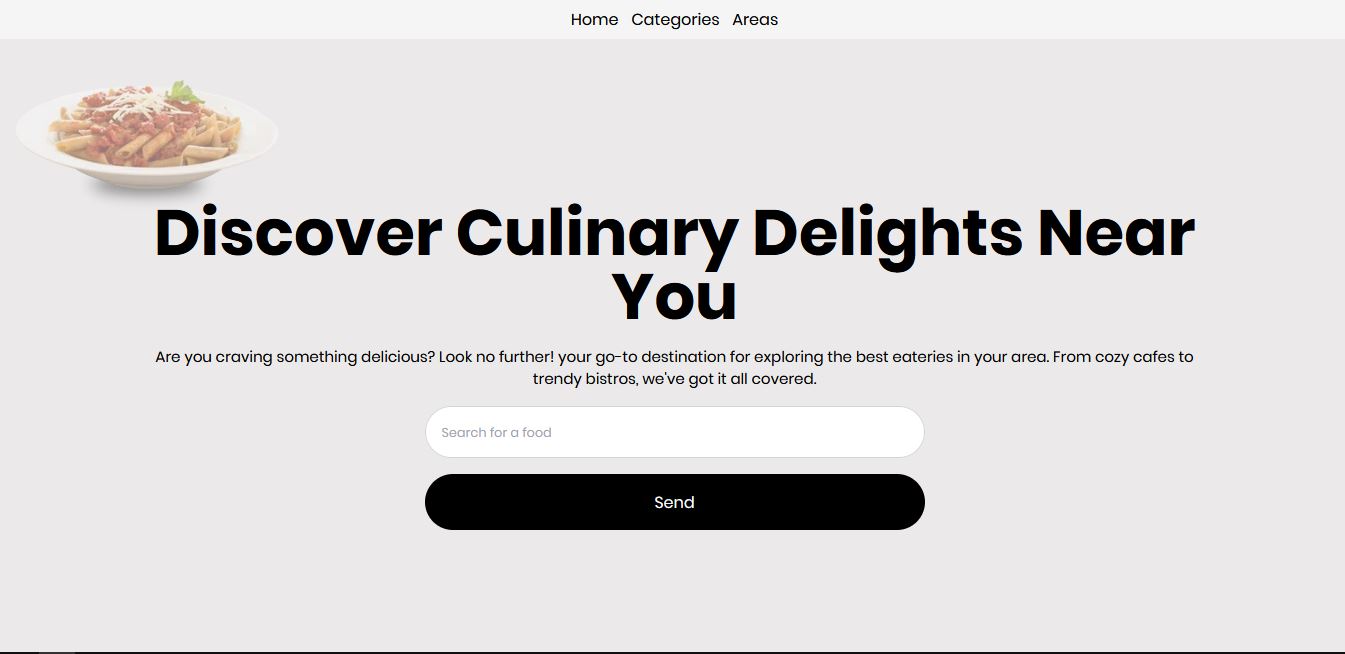 Home Categories Areas
Discover Culinary Delights Near
You
Are you craving something delicious? Look no further! your go-to destination for exploring the best eateries in your area. From cozy cafes to
trendy bistros, we've got it all covered.
Search for a food
Send